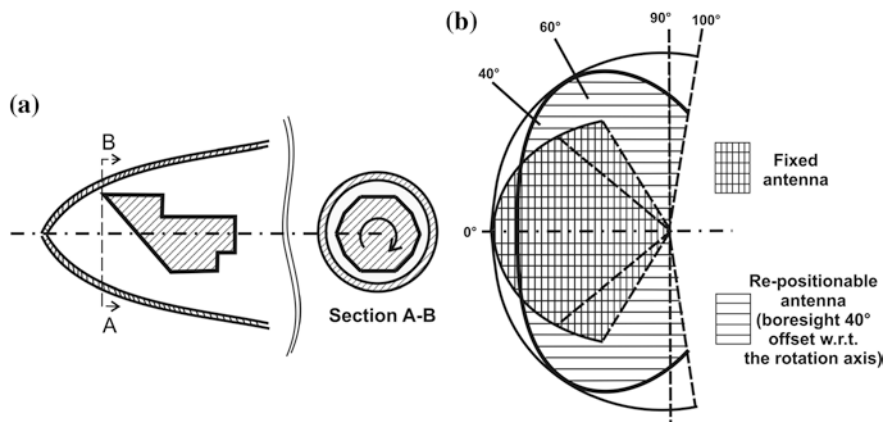 (a)
B
A
Section A-B
(b)
40°
60°
90°
100°
0°
Fixed
antenna
Re-positionable
antenna
(boresight 40°
offset w.r.t.
the rotation axis)